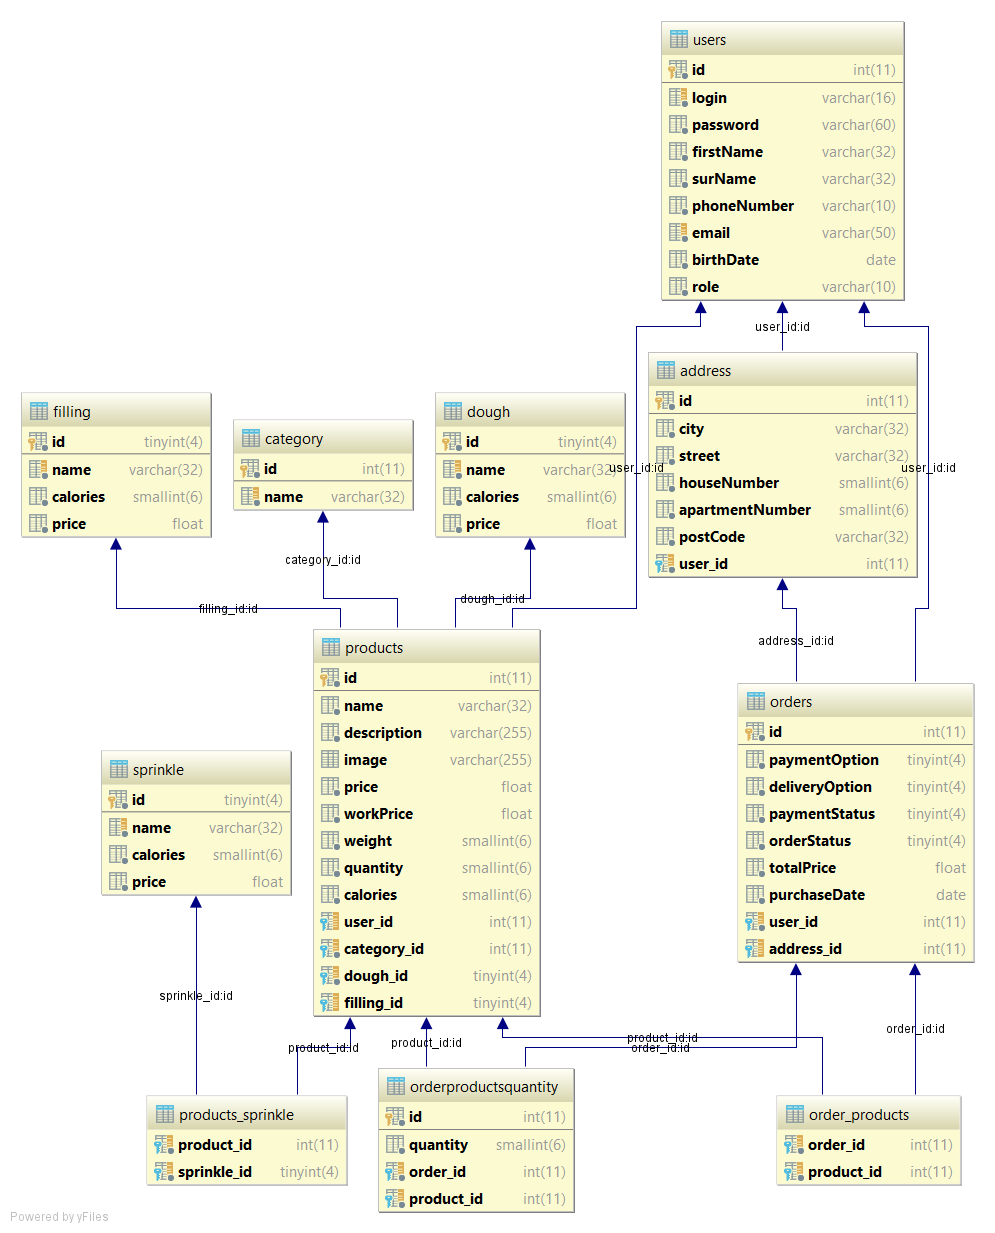 users
id int(11)
login varchar(16)
password varchar(60)
firstName varchar(32)
surName varchar(32)
phoneNumber varchar(10)
email varchar(50)
birthDate date
role varchar(10)
user_id:id
address
id int(11)
city varchar(32)
street varchar(32)
houseNumber smallint(6)
apartmentNumber smallint(6)
postCode varchar(32)
user_id int(11)
filling
id tinyint(4)
name varchar(32)
calories smallint(6)
price float
category
id int(11)
name varchar(32)
dough
id tinyint(4)
name varchar(32)
calories smallint(6)
price float
user_id:id
user_id:id
category_id:id
filling_id:id
dough_id:id
address_id:id
products
id int(11)
name varchar(32)
description varchar(255)
image varchar(255)
price float
workPrice float
weight smallint(6)
quantity smallint(6)
calories smallint(6)
user_id int(11)
category_id int(11)
dough_id tinyint(4)
filling_id tinyint(4)
orders
id int(11)
paymentOption tinyint(4)
deliveryOption tinyint(4)
paymentStatus tinyint(4)
orderStatus tinyint(4)
totalPrice float
purchaseDate date
user_id int(11)
address_id int(11)
sprinkle
id tinyint(4)
name varchar(32)
calories smallint(6)
price float
sprinkle_id:id
product_id:id
product_id:id
product_id:id
order_id:id
order_id:id
products_sprinkle
product_id int(11)
sprinkle_id tinyint(4)
orderproductsquantity
id int(11)
quantity smallint(6)
order_id int(11)
product_id int(11)
order_products
order_id int(11)
product_id int(11)
Powered by yFiles